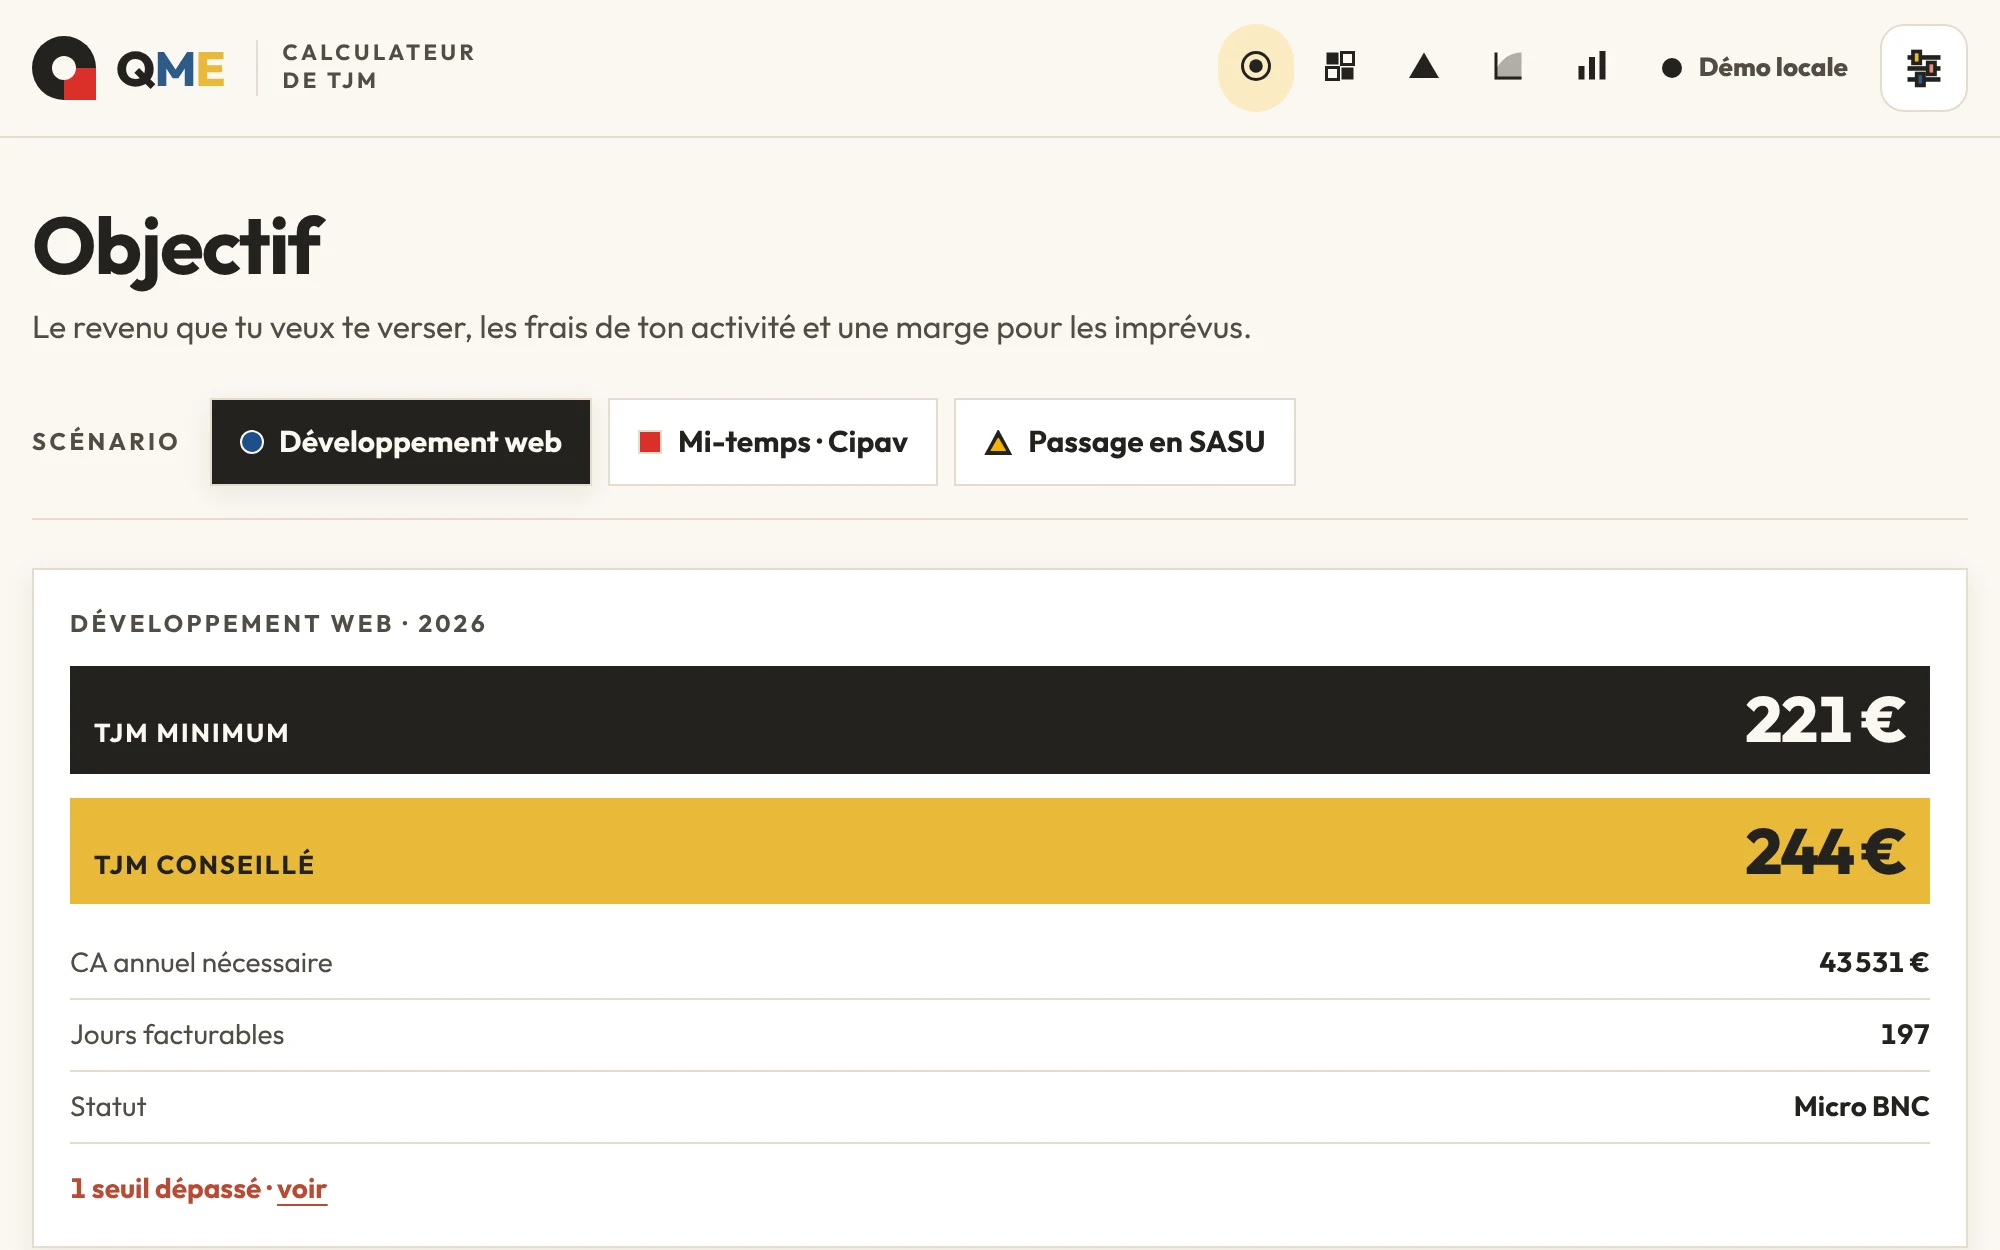 QME
CALCULATEUR
DE TJM
Démo locale
Objectif
Le revenu que tu veux te verser, les frais de ton activité et une marge pour les imprévus.
SCÉNARIO
Développement web
Mi-temps · Cipav
Passage en SASU
DÉVELOPPEMENT WEB · 2026
TJM MINIMUM
221 €
TJM CONSEILLÉ
244 €
CA annuel nécessaire
43 531 €
Jours facturables
197
Statut
Micro BNC
1 seuil dépassé · voir